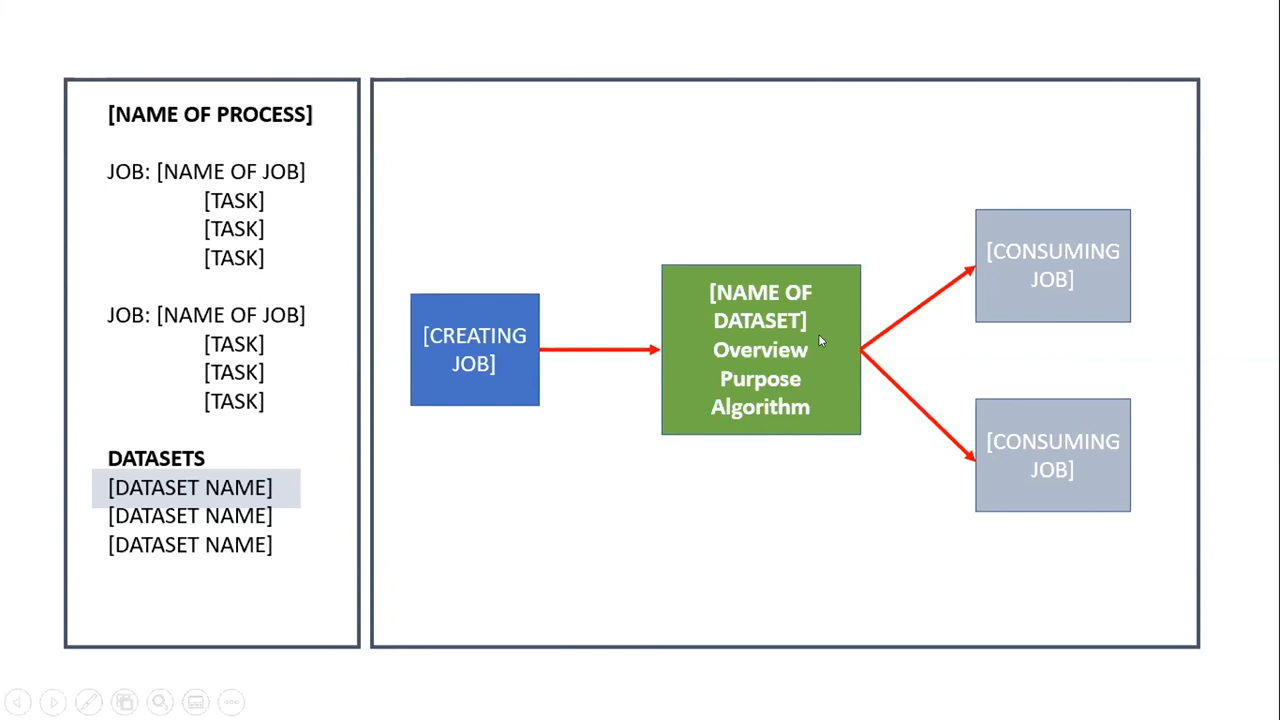 [NAME OF PROCESS]
JOB: [NAME OF JOB]
[TASK]
[TASK]
[TASK]
JOB: [NAME OF JOB]
[TASK]
[TASK]
[TASK]
DATASETS
[DATASET NAME]
[DATASET NAME]
[DATASET NAME]
[CREATING
JOB]
[NAME OF
DATASET]
Overview
Purpose
Algorithm
[CONSUMING
JOB]
[CONSUMING
JOB]